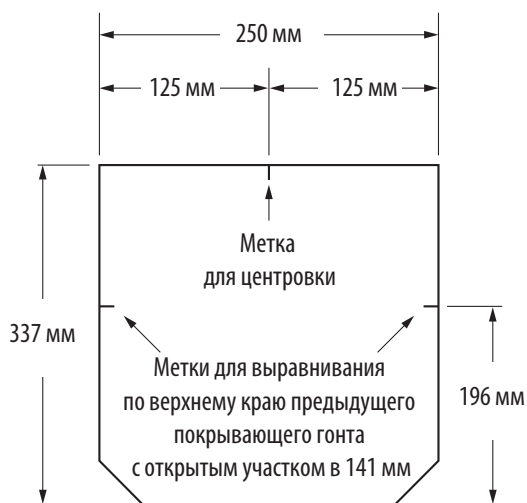 250 мм
125 мм
125 мм
Метка
для центровки
337 мм
Метки для выравнивания
по верхнему краю предыдущего
покрывающего гонта
с открытым участком в 141 мм
196 мм